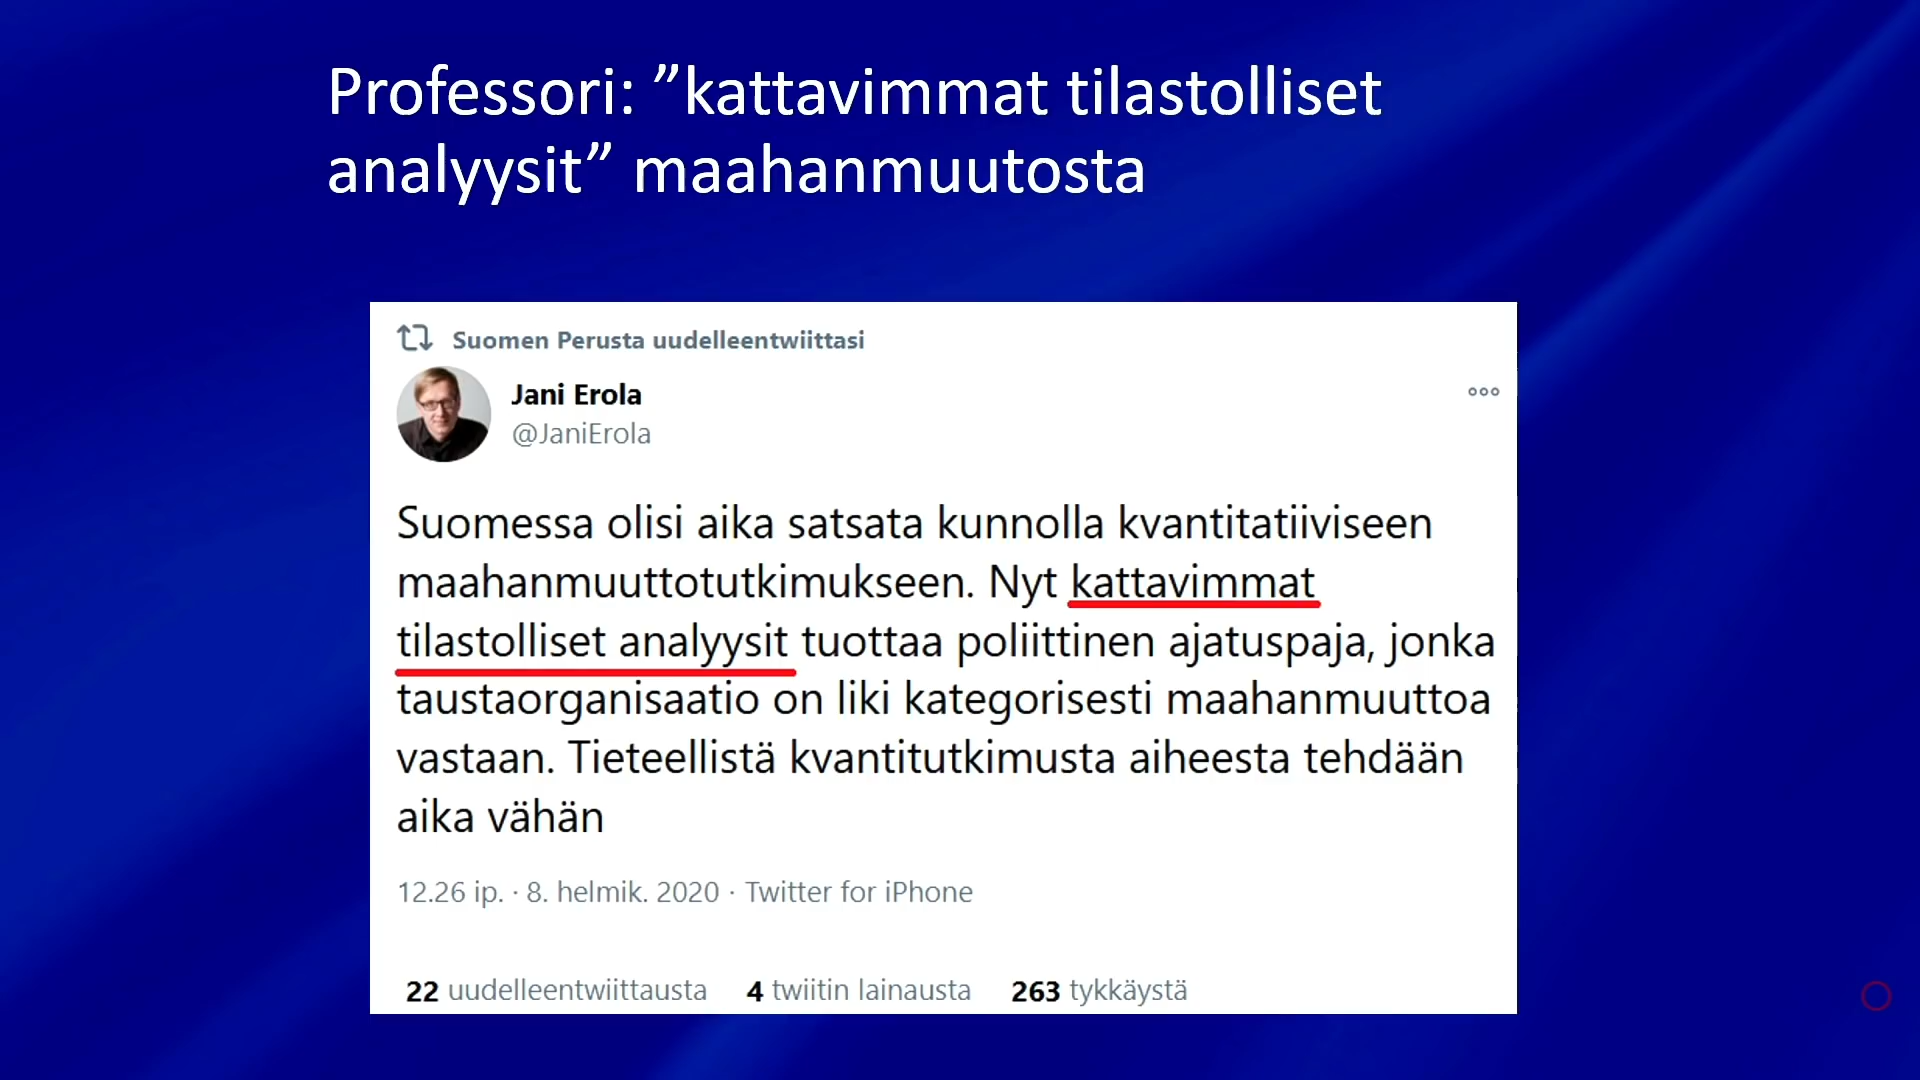 Professori: ”kattavimmat tilastolliset
analyysit” maahanmuutosta
Suomen Perusta uudelleentwiittasi
Jani Erola
@JaniErola
Suomessa olisi aika satsata kunnolla kvantitatiiviseen
maahanmuuttotutkimukseen. Nyt kattavimmat
tilastolliset analyysit tuottaa poliittinen ajatuspaja, jonka
taustaorganisaatio on liki kategorisesti maahanmuuttoa
vastaan. Tieteellistä kvantitutkimusta aiheesta tehdään
aika vähän
12.26 ip. · 8. helmik. 2020 · Twitter for iPhone
22 uudelleentwiittausta 4 twiitin lainausta 263 tykkäystä